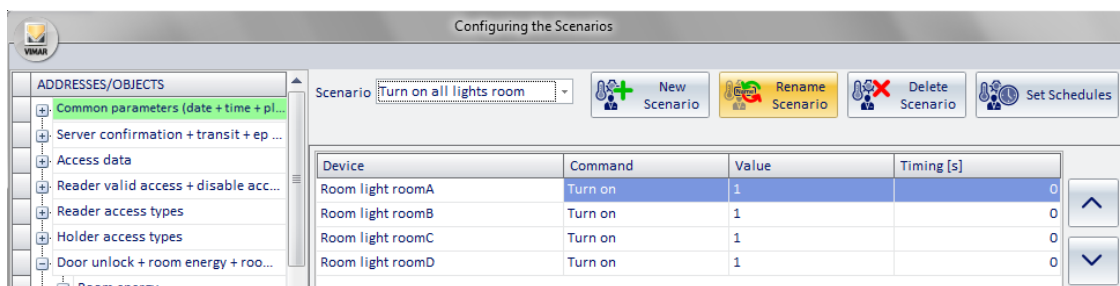 Configuring the Scenarios
VIMAR
ADDRESSES/OBJECTS
Common parameters (date + time + pl...
Server confirmation + transit + ep ...
Access data
Reader valid access + disable acc...
Reader access types
Holder access types
Door unlock + room energy + roo...
Room energy
Scenario Turn on all lights room
New Scenario
Rename Scenario
Delete Scenario
Set Schedules
Device Command Value Timing [s]
Room light roomA Turn on 1 0
Room light roomB Turn on 1 0
Room light roomC Turn on 1 0
Room light roomD Turn on 1 0